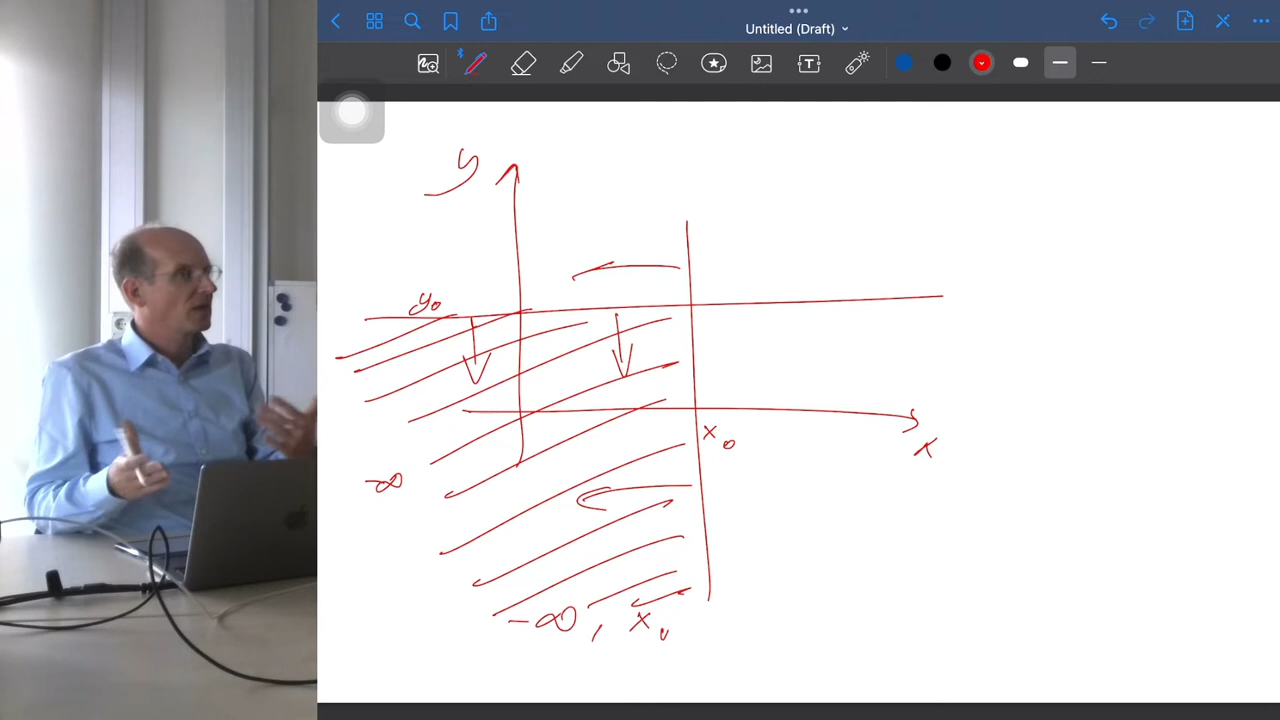 Untitled (Draft)
y
y₀
x₀
x
-∞
-∞, x₀